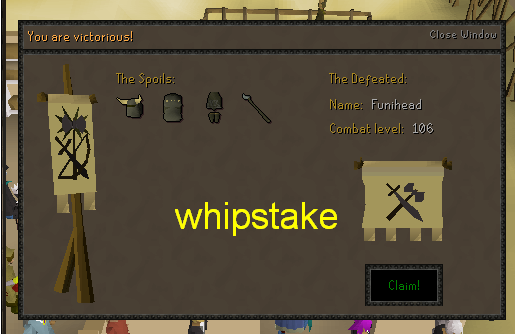 You are victorious!
Close Window
The Spoils:
The Defeated:
Name: Funihead
Combat level: 106
whipstake
Claim!